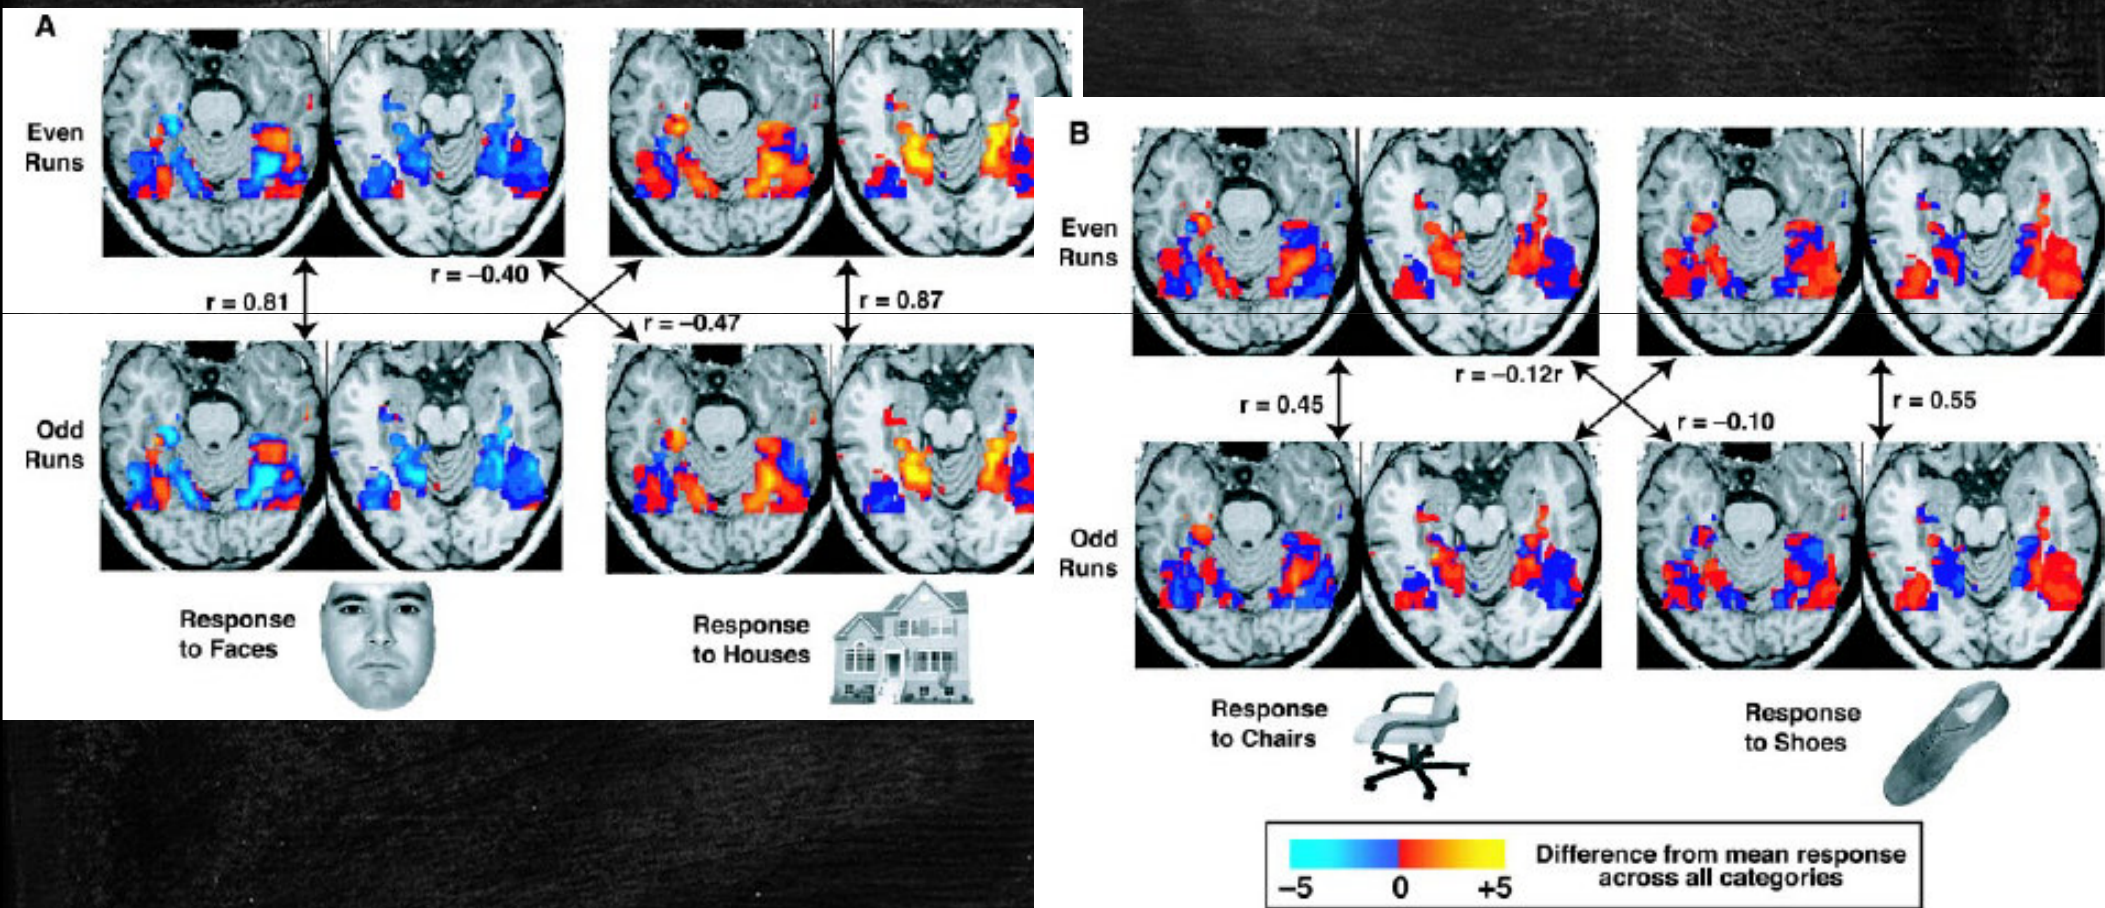 A
Even
Runs
r = −0.40
r = 0.81
r = 0.87
r = −0.47
Odd
Runs
Response
to Faces
Response
to Houses
B
Even
Runs
r = −0.12r
r = 0.45
r = 0.55
r = −0.10
Odd
Runs
Response
to Chairs
Response
to Shoes
Difference from mean response
across all categories
−5 0 +5